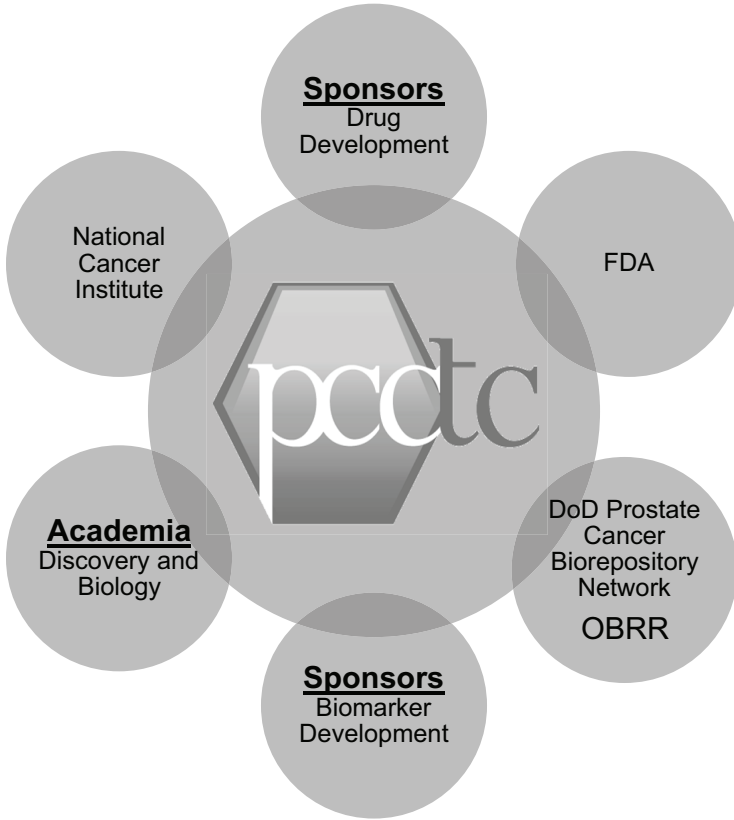 Sponsors
Drug
Development
National
Cancer
Institute
FDA
pcctc
Academia
Discovery and
Biology
DoD Prostate
Cancer
Biorepository
Network
OBRR
Sponsors
Biomarker
Development